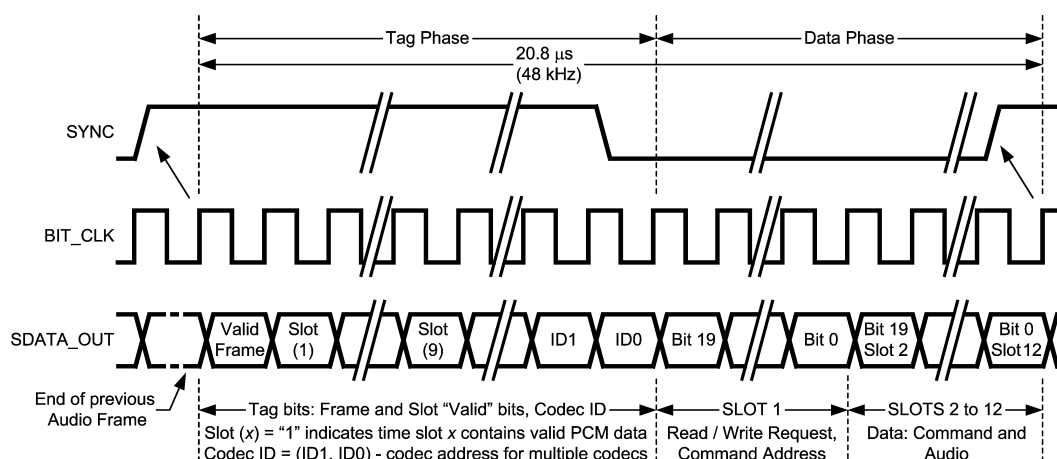 Tag Phase
Data Phase
20.8 µs
(48 kHz)
SYNC
BIT_CLK
SDATA_OUT
Valid
Frame
Slot
(1)
Slot
(9)
ID1
ID0
Bit 19
Bit 0
Bit 19
Slot 2
Bit 0
Slot12
End of previous
Audio Frame
Tag bits: Frame and Slot “Valid” bits, Codec ID
Slot (x) = “1” indicates time slot x contains valid PCM data
Codec ID = (ID1, ID0) - codec address for multiple codecs
SLOT 1
Read / Write Request,
Command Address
SLOTS 2 to 12
Data: Command and
Audio